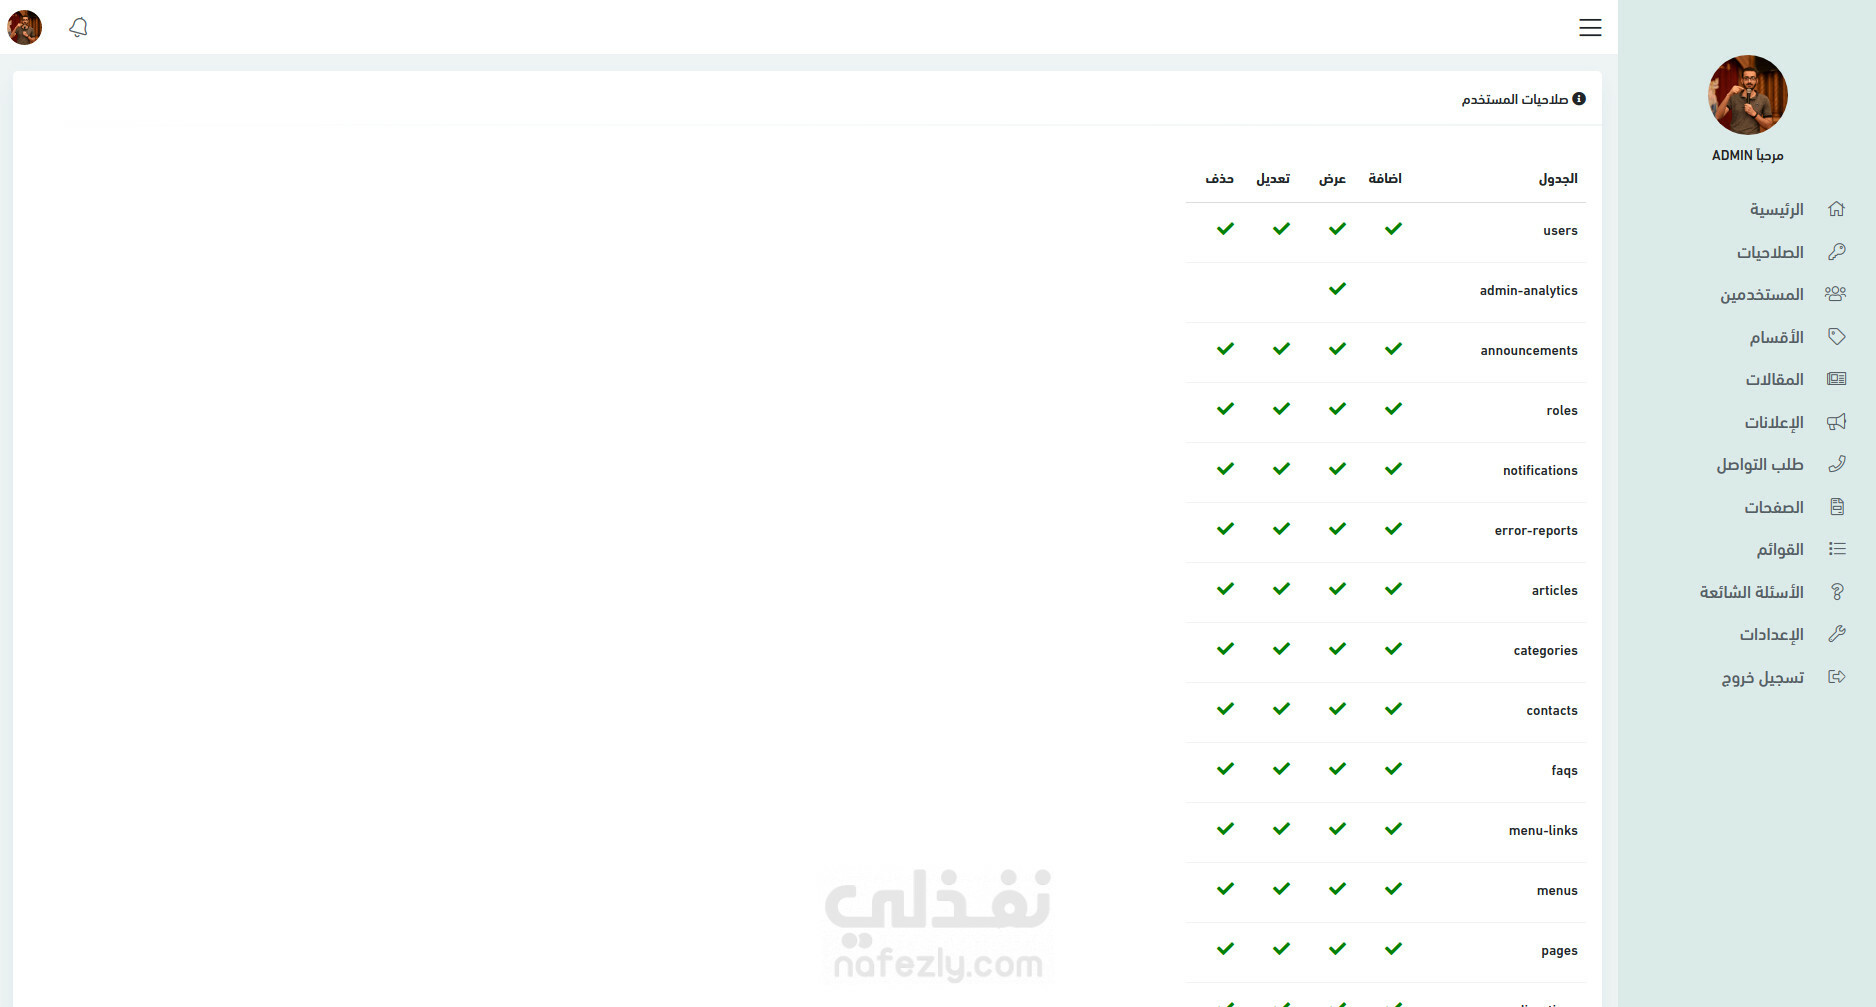 صلاحيات المستخدم
الجدول اضافة عرض تعديل حذف
users
admin-analytics
announcements
roles
notifications
error-reports
articles
categories
contacts
faqs
menu-links
menus
pages
مرحباً ADMIN
الرئيسية
الصلاحيات
المستخدمين
الأقسام
المقالات
الإعلانات
طلب التواصل
الصفحات
القوائم
الأسئلة الشائعة
الإعدادات
تسجيل خروج
نفذلي
nafezly.com